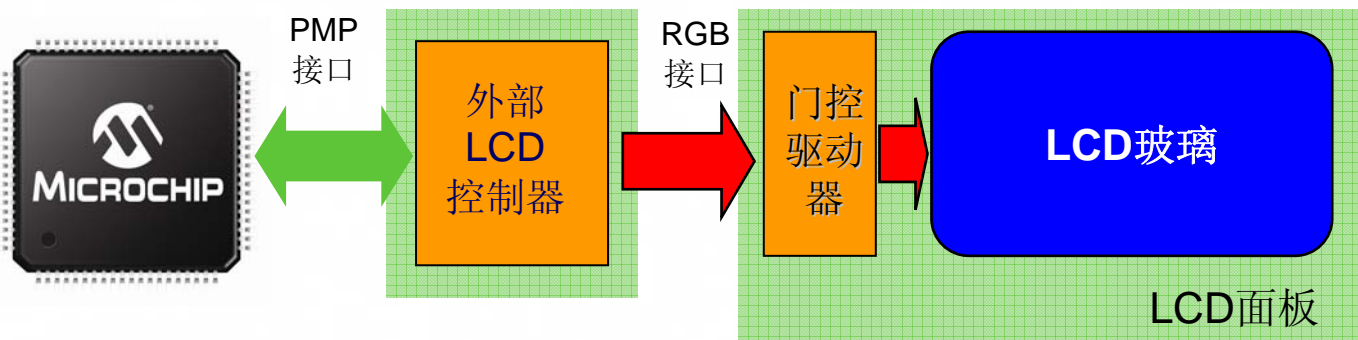 PMP
接口
RGB
接口
MICROCHIP
外部
LCD
控制器
门控
驱动
器
LCD玻璃
LCD面板